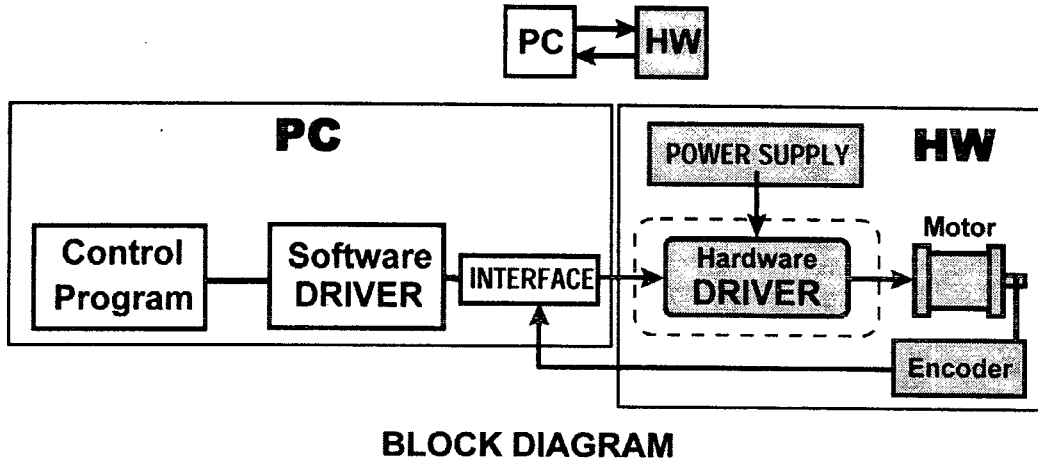 PC
HW
PC
HW
POWER SUPPLY
Control
Program
Software
DRIVER
INTERFACE
Hardware
DRIVER
Motor
Encoder
BLOCK DIAGRAM